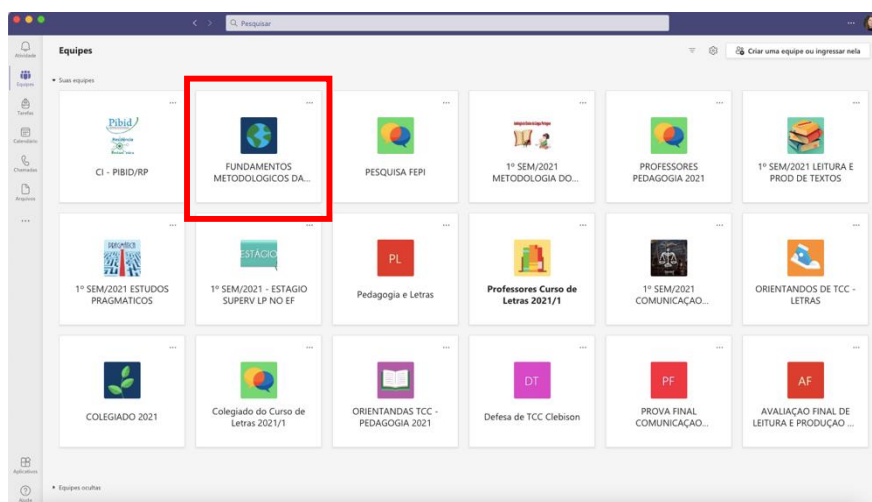 Pesquisar
Atividade
Equipes
Criar uma equipe ou ingressar nela
Equipes
Suas equipes
Tarefas
Calendário
Chamadas
Arquivos
Pibid
CI - PIBID/RP
FUNDAMENTOS
METODOLOGICOS DA...
PESQUISA FEPI
1º SEM/2021
METODOLOGIA DO...
PROFESSORES
PEDAGOGIA 2021
1º SEM/2021 LEITURA E
PROD DE TEXTOS
PRAGMÁTICA
1º SEM/2021 ESTUDOS
PRAGMATICOS
ESTÁGIO
1º SEM/2021 - ESTAGIO
SUPERV LP NO EF
PL
Pedagogia e Letras
Professores Curso de
Letras 2021/1
1º SEM/2021
COMUNICAÇAO...
ORIENTANDOS DE TCC -
LETRAS
COLEGIADO 2021
Colegiado do Curso de
Letras 2021/1
ORIENTANDAS TCC -
PEDAGOGIA 2021
DT
Defesa de TCC Clebison
PF
PROVA FINAL
COMUNICAÇAO...
AF
AVALIAÇAO FINAL DE
LEITURA E PRODUÇAO ...
Aplicativos
Equipes ocultas
Ajuda